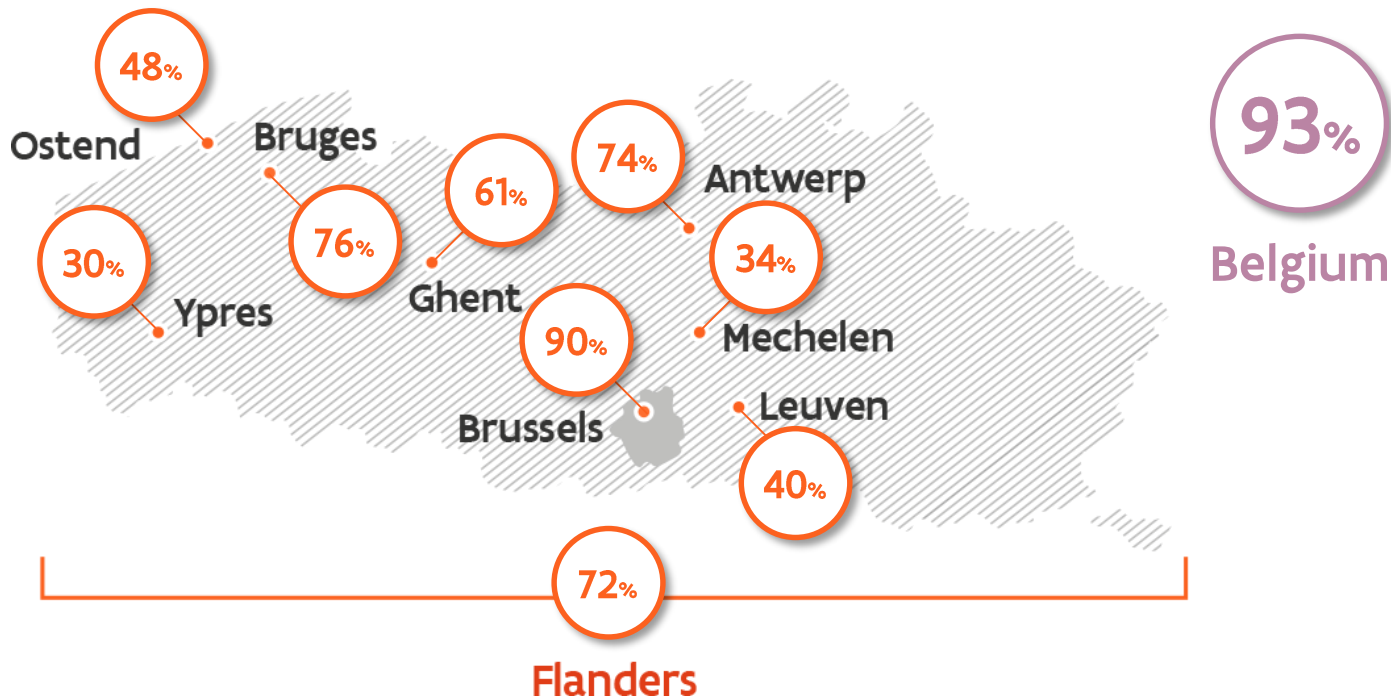 48%
Ostend
Bruges
76%
61%
Ghent
74%
Antwerp
34%
Mechelen
30%
Ypres
90%
Brussels
Leuven
40%
72%
Flanders
93%
Belgium